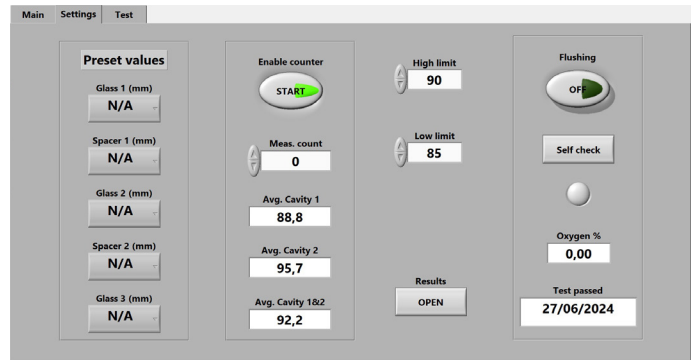 Main
Settings
Test
Preset values
Glass 1 (mm)
N/A
Spacer 1 (mm)
N/A
Glass 2 (mm)
N/A
Spacer 2 (mm)
N/A
Glass 3 (mm)
N/A
Enable counter
START
Meas. count
0
Avg. Cavity 1
88,8
Avg. Cavity 2
95,7
Avg. Cavity 1&2
92,2
High limit
90
Low limit
85
Results
OPEN
Flushing
OFF
Self check
Oxygen %
0,00
Test passed
27/06/2024